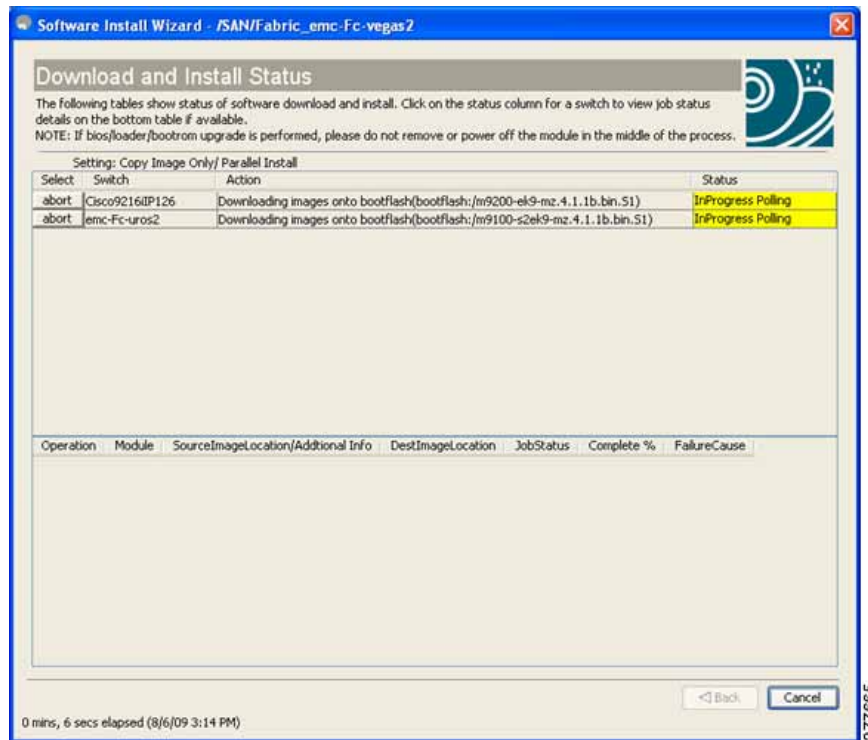 Software Install Wizard - /SAN/Fabric_emc-Fc-vegas2
Download and Install Status
The following tables show status of software download and install. Click on the status column for a switch to view job status
details on the bottom table if available.
NOTE: If bios/loader/bootrom upgrade is performed, please do not remove or power off the module in the middle of the process.
Setting: Copy Image Only/ Parallel Install
Select Switch Action Status
abort Cisco9216iIP126 Downloading images onto bootflash(bootflash:/m9200-ek9-mz.4.1.1b.bin.S1) InProgress Polling
abort emc-Fc-uros2 Downloading images onto bootflash(bootflash:/m9100-s2ek9-mz.4.1.1b.bin.S1) InProgress Polling
Operation Module SourceImageLocation/Addtional Info DestImageLocation JobStatus Complete % FailureCause
< Back Cancel
0 mins, 6 secs elapsed (8/6/09 3:14 PM)